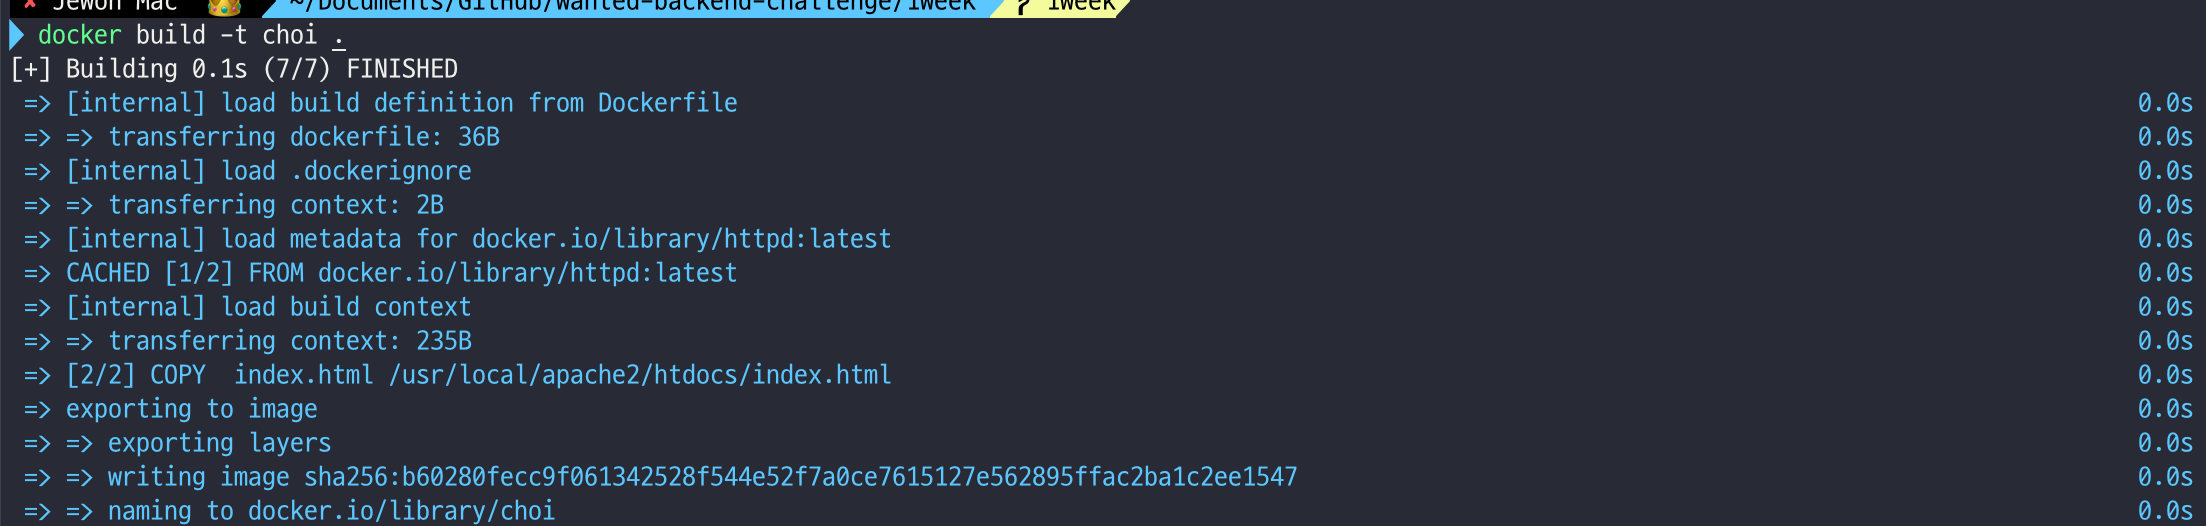 ✘ Jewon Mac 👑 ~/Documents/GitHub/wanted-backend-challenge/1week ? 1week
docker build -t choi .
[+] Building 0.1s (7/7) FINISHED
=> [internal] load build definition from Dockerfile 0.0s
=> => transferring dockerfile: 36B 0.0s
=> [internal] load .dockerignore 0.0s
=> => transferring context: 2B 0.0s
=> [internal] load metadata for docker.io/library/httpd:latest 0.0s
=> CACHED [1/2] FROM docker.io/library/httpd:latest 0.0s
=> [internal] load build context 0.0s
=> => transferring context: 235B 0.0s
=> [2/2] COPY  index.html /usr/local/apache2/htdocs/index.html 0.0s
=> exporting to image 0.0s
=> => exporting layers 0.0s
=> => writing image sha256:b60280fecc9f061342528f544e52f7a0ce7615127e562895ffac2ba1c2ee1547 0.0s
=> => naming to docker.io/library/choi 0.0s